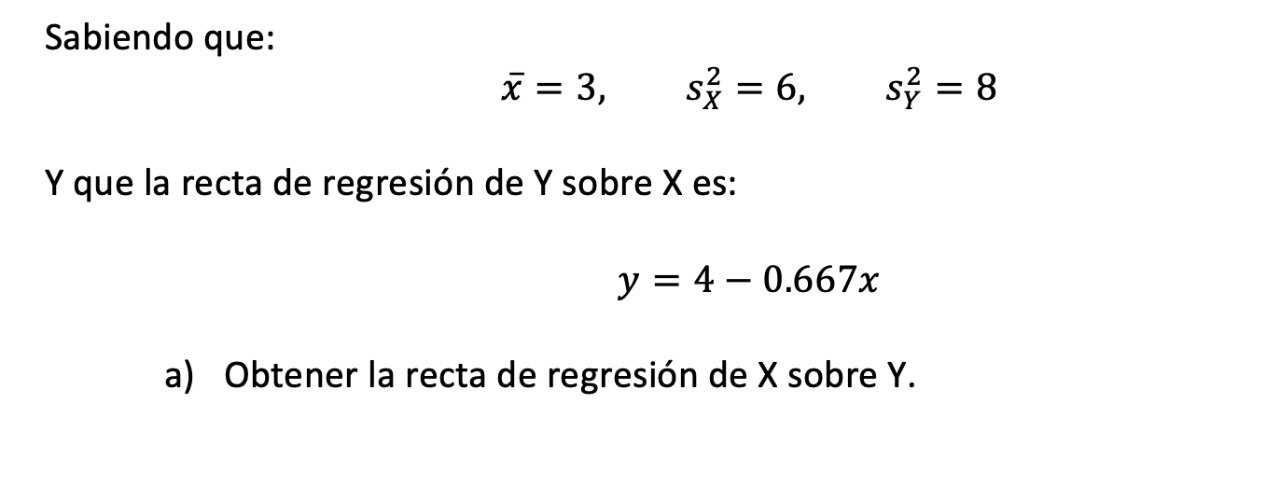 Sabiendo que:
x̄ = 3, s²_X = 6, s²_Y = 8
Y que la recta de regresión de Y sobre X es:
y = 4 − 0.667x
a) Obtener la recta de regresión de X sobre Y.